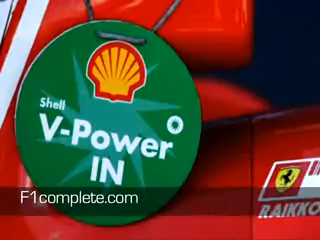 Shell
V-Power
IN
F1complete.com
RAIKKO